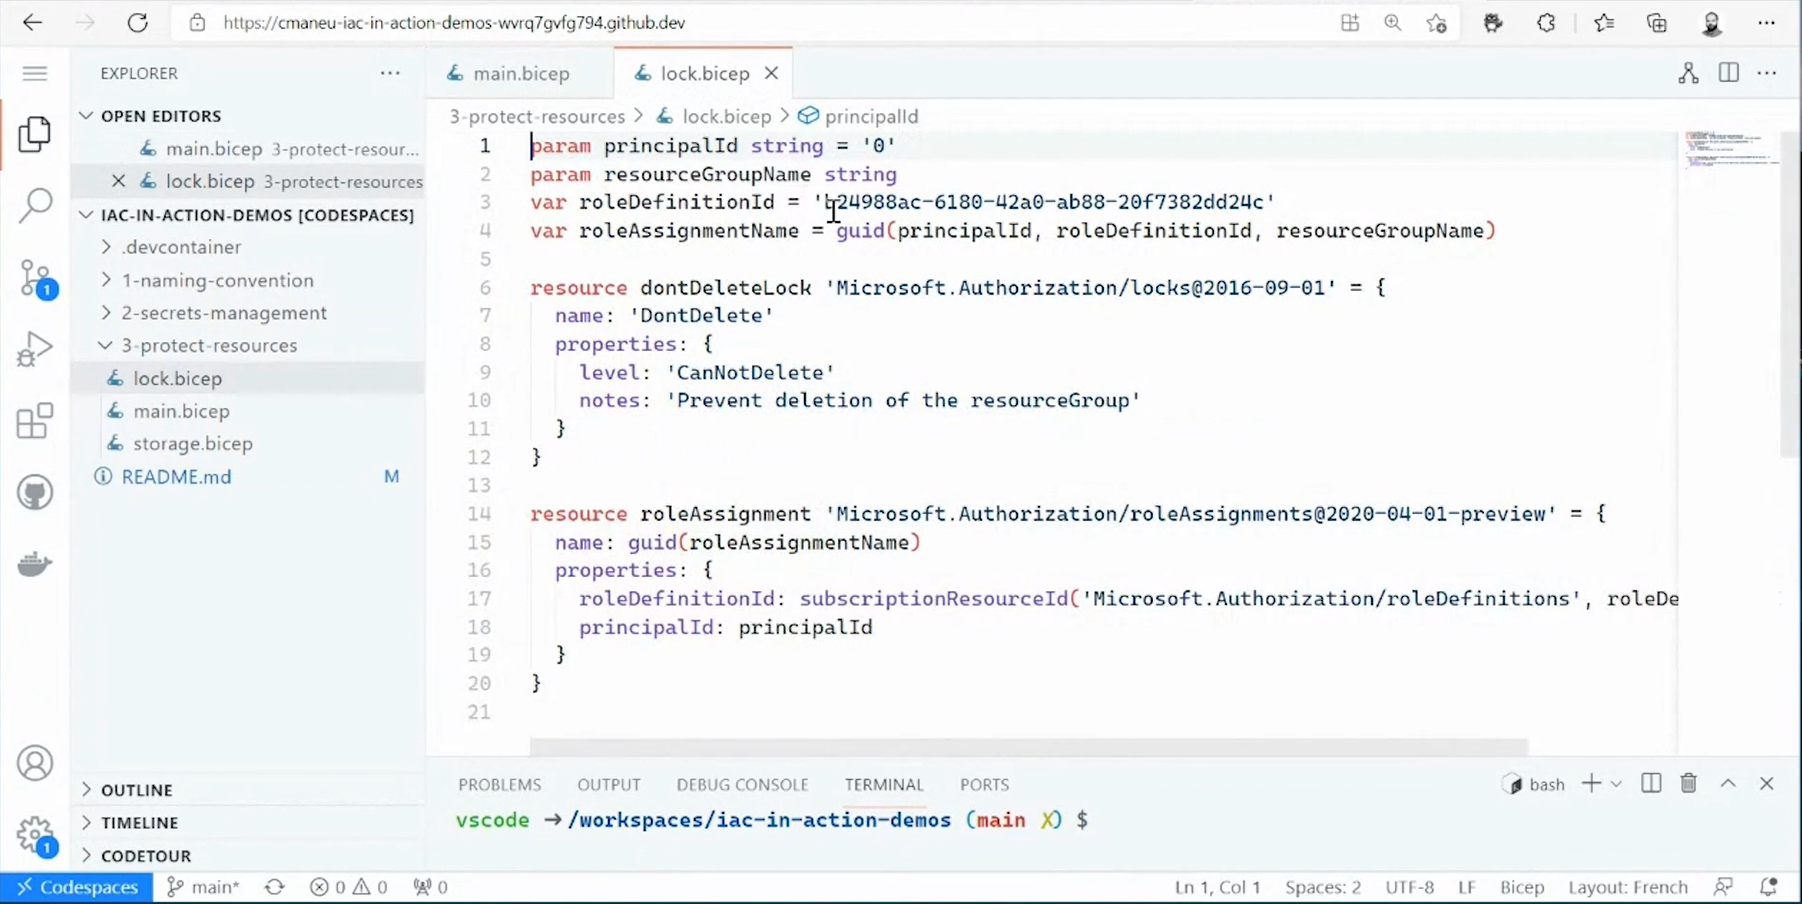 https://cmaneu-iac-in-action-demos-wvrq7gvfg794.github.dev
EXPLORER
main.bicep
lock.bicep
OPEN EDITORS
main.bicep 3-protect-resour...
lock.bicep 3-protect-resources
IAC-IN-ACTION-DEMOS [CODESPACES]
.devcontainer
1-naming-convention
2-secrets-management
3-protect-resources
lock.bicep
main.bicep
storage.bicep
README.md M
1
1
OUTLINE
TIMELINE
CODETOUR
3-protect-resources > lock.bicep > principalId
1 param principalId string = '0'
2 param resourceGroupName string
3 var roleDefinitionId = 'b24988ac-6180-42a0-ab88-20f7382dd24c'
4 var roleAssignmentName = guid(principalId, roleDefinitionId, resourceGroupName)
5
6 resource dontDeleteLock 'Microsoft.Authorization/locks@2016-09-01' = {
7 name: 'DontDelete'
8 properties: {
9 level: 'CanNotDelete'
10 notes: 'Prevent deletion of the resourceGroup'
11 }
12 }
13
14 resource roleAssignment 'Microsoft.Authorization/roleAssignments@2020-04-01-preview' = {
15 name: guid(roleAssignmentName)
16 properties: {
17 roleDefinitionId: subscriptionResourceId('Microsoft.Authorization/roleDefinitions', roleDe
18 principalId: principalId
19 }
20 }
21
PROBLEMS OUTPUT DEBUG CONSOLE TERMINAL PORTS bash
vscode → /workspaces/iac-in-action-demos (main X) $
Codespaces main* 0 0 0 Ln 1, Col 1 Spaces: 2 UTF-8 LF Bicep Layout: French